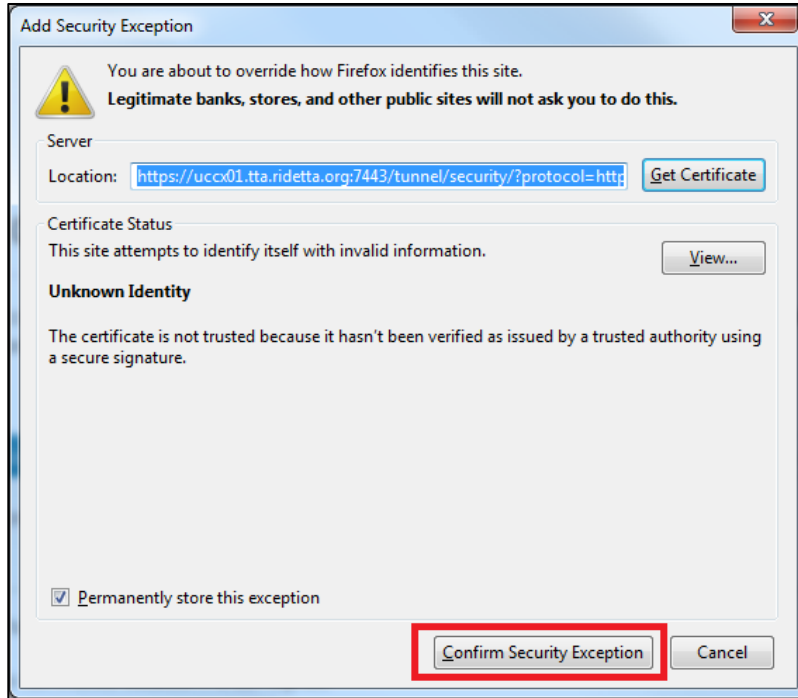 Add Security Exception
You are about to override how Firefox identifies this site.
Legitimate banks, stores, and other public sites will not ask you to do this.
Server
Location: https://uccx01.tta.ridetta.org:7443/tunnel/security/?protocol=http Get Certificate
Certificate Status
This site attempts to identify itself with invalid information.
View...
Unknown Identity
The certificate is not trusted because it hasn't been verified as issued by a trusted authority using
a secure signature.
Permanently store this exception
Confirm Security Exception Cancel